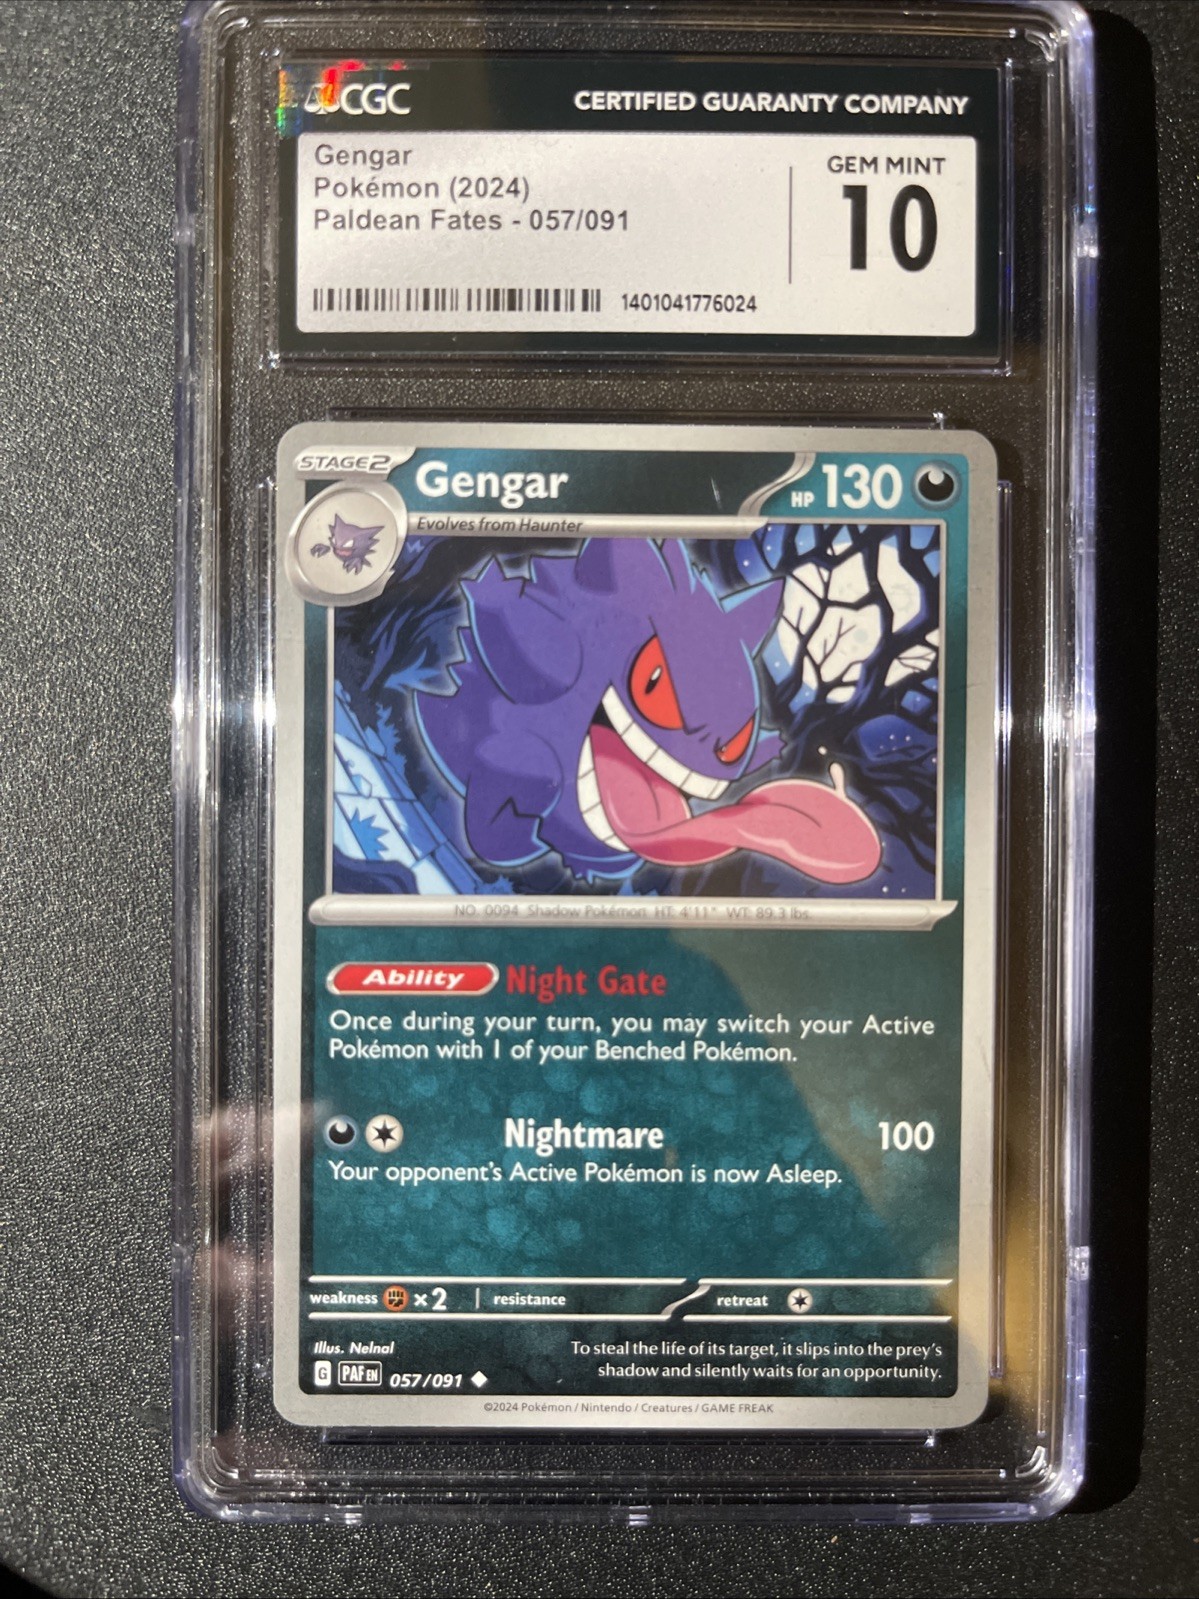 CGC
CERTIFIED GUARANTY COMPANY
Gengar
Pokémon (2024)
Paldean Fates - 057/091
GEM MINT
10
1401041776024
STAGE2
Gengar
HP 130
Evolves from Haunter
NO. 0094 Shadow Pokémon HT: 4'11" WT: 89.3 lbs.
Ability Night Gate
Once during your turn, you may switch your Active
Pokémon with 1 of your Benched Pokémon.
Nightmare 100
Your opponent's Active Pokémon is now Asleep.
weakness ×2 resistance retreat
Illus. Nelnal
To steal the life of its target, it slips into the prey's
shadow and silently waits for an opportunity.
G PAF EN 057/091
©2024 Pokémon / Nintendo / Creatures / GAME FREAK